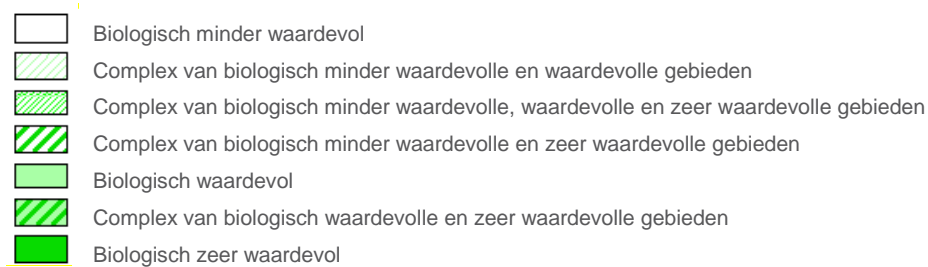 Biologisch minder waardevol
Complex van biologisch minder waardevolle en waardevolle gebieden
Complex van biologisch minder waardevolle, waardevolle en zeer waardevolle gebieden
Complex van biologisch minder waardevolle en zeer waardevolle gebieden
Biologisch waardevol
Complex van biologisch waardevolle en zeer waardevolle gebieden
Biologisch zeer waardevol